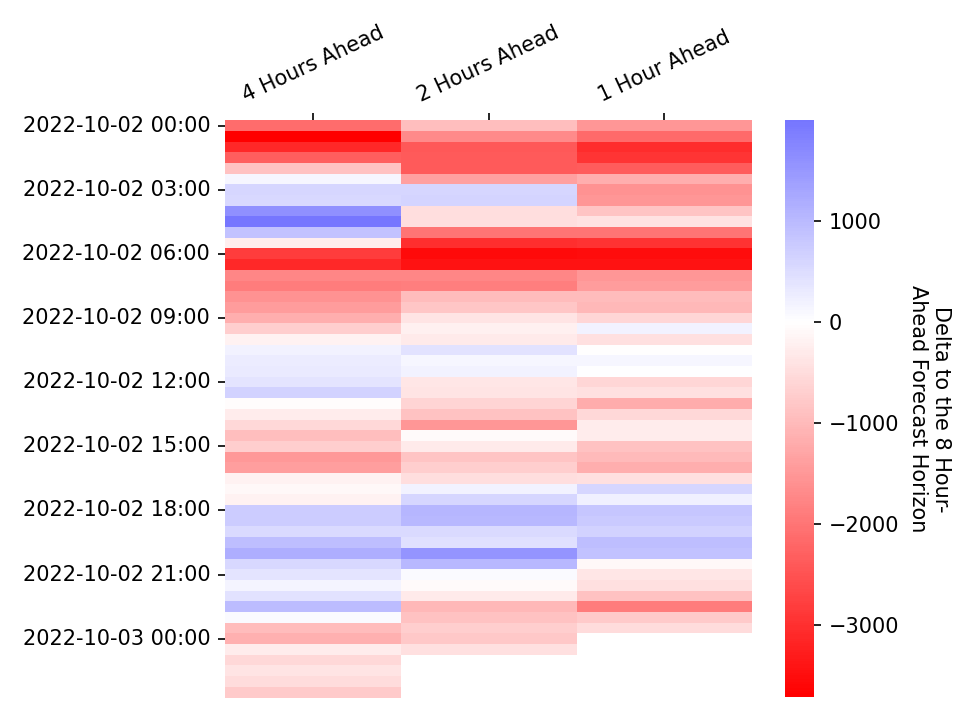 4 Hours Ahead
2 Hours Ahead
1 Hour Ahead
2022-10-02 00:00
2022-10-02 03:00
2022-10-02 06:00
2022-10-02 09:00
2022-10-02 12:00
2022-10-02 15:00
2022-10-02 18:00
2022-10-02 21:00
2022-10-03 00:00
1000
0
−1000
−2000
−3000
Delta to the 8 Hour-
Ahead Forecast Horizon